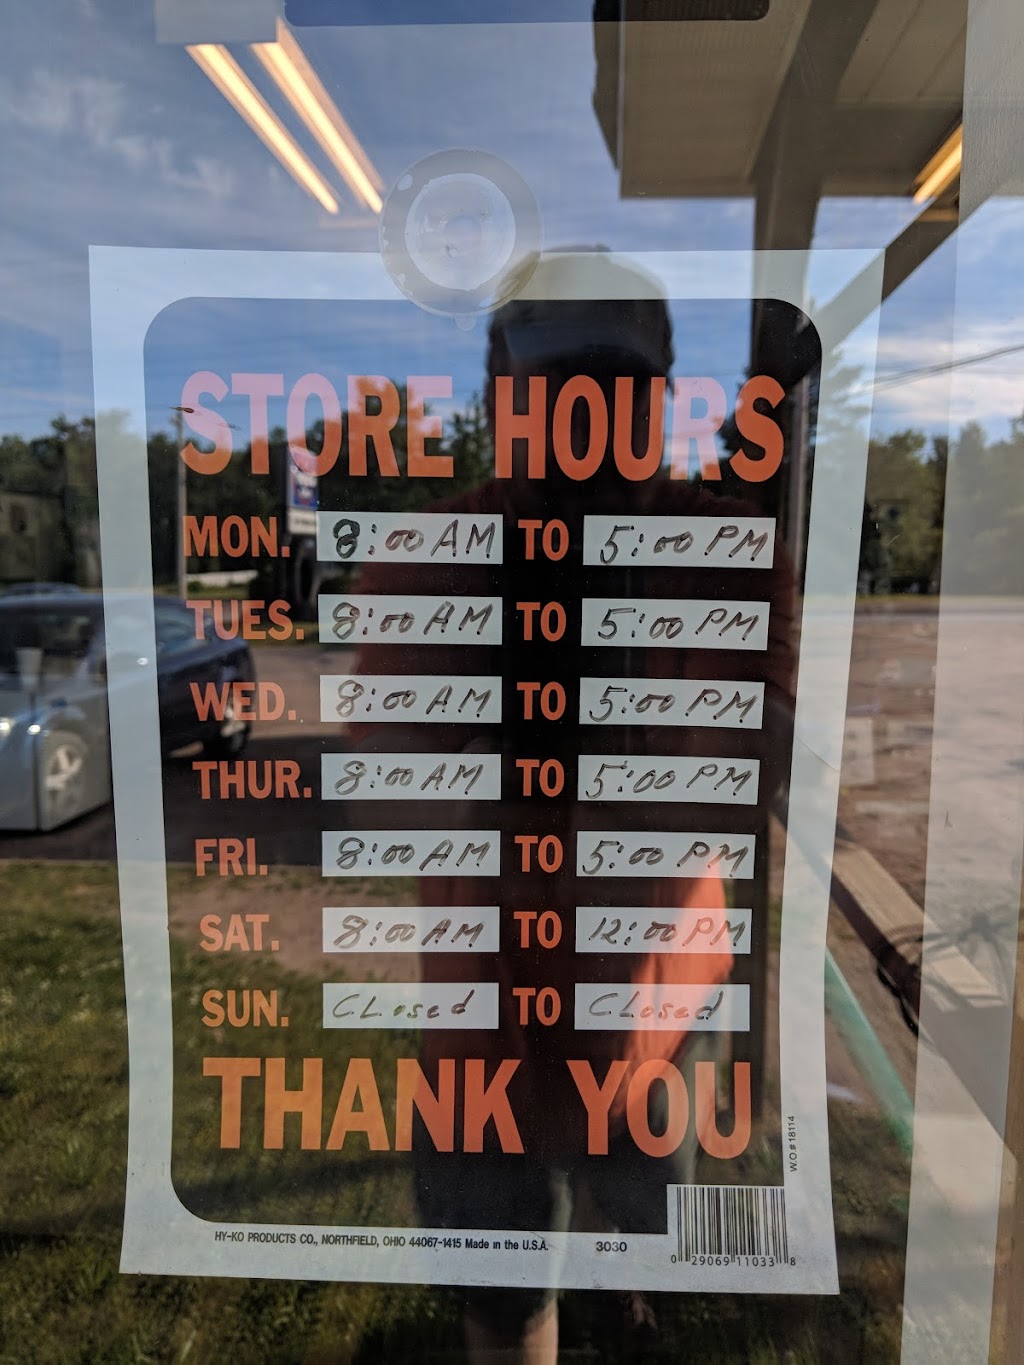 STORE HOURS
MON. 8:00 AM TO 5:00 PM
TUES. 8:00 AM TO 5:00 PM
WED. 8:00 AM TO 5:00 PM
THUR. 8:00 AM TO 5:00 PM
FRI. 8:00 AM TO 5:00 PM
SAT. 8:00 AM TO 12:00 PM
SUN. CLosed TO CLosed
THANK YOU
W.O#18114
HY-KO PRODUCTS CO., NORTHFIELD, OHIO 44067-1415 Made in the U.S.A. 3030
0 29069 11033 8